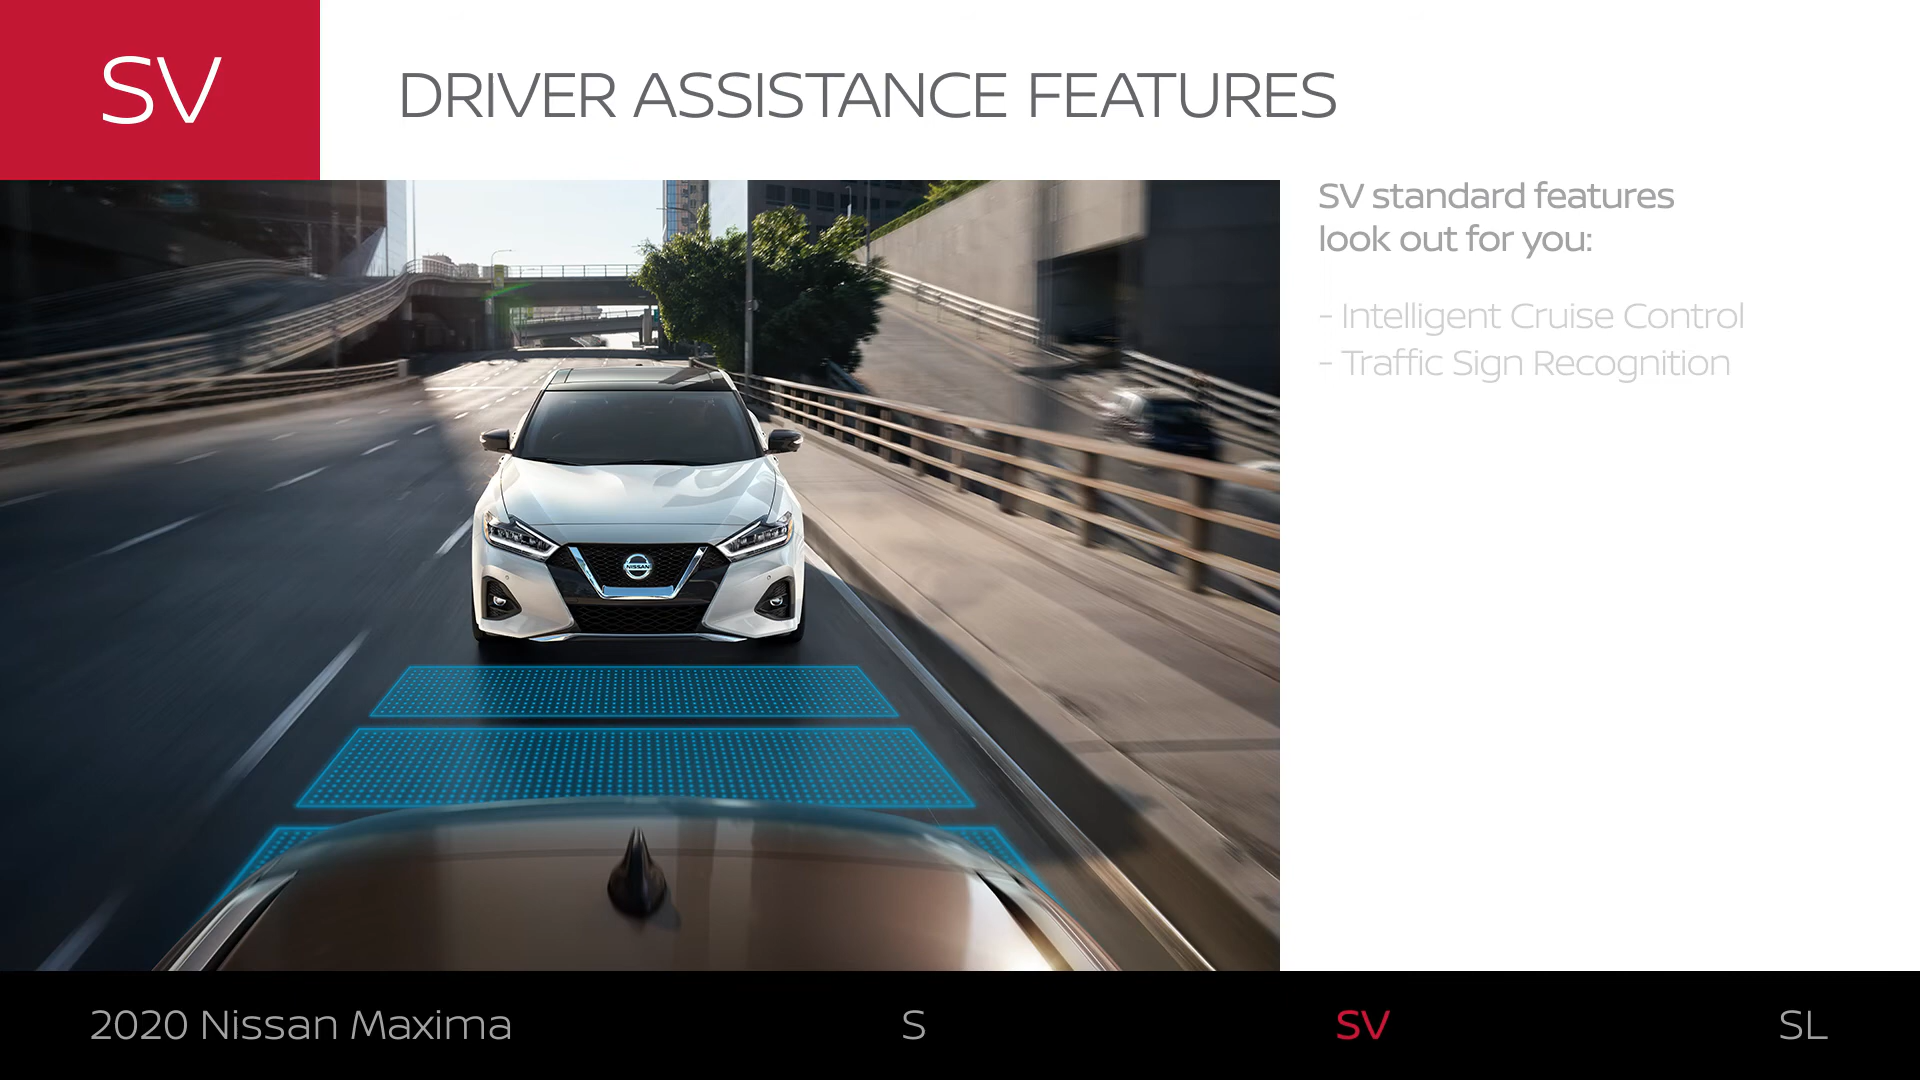 SV
DRIVER ASSISTANCE FEATURES
SV standard features
look out for you:
- Intelligent Cruise Control
- Traffic Sign Recognition
NISSAN
2020 Nissan Maxima
S
SV
SL